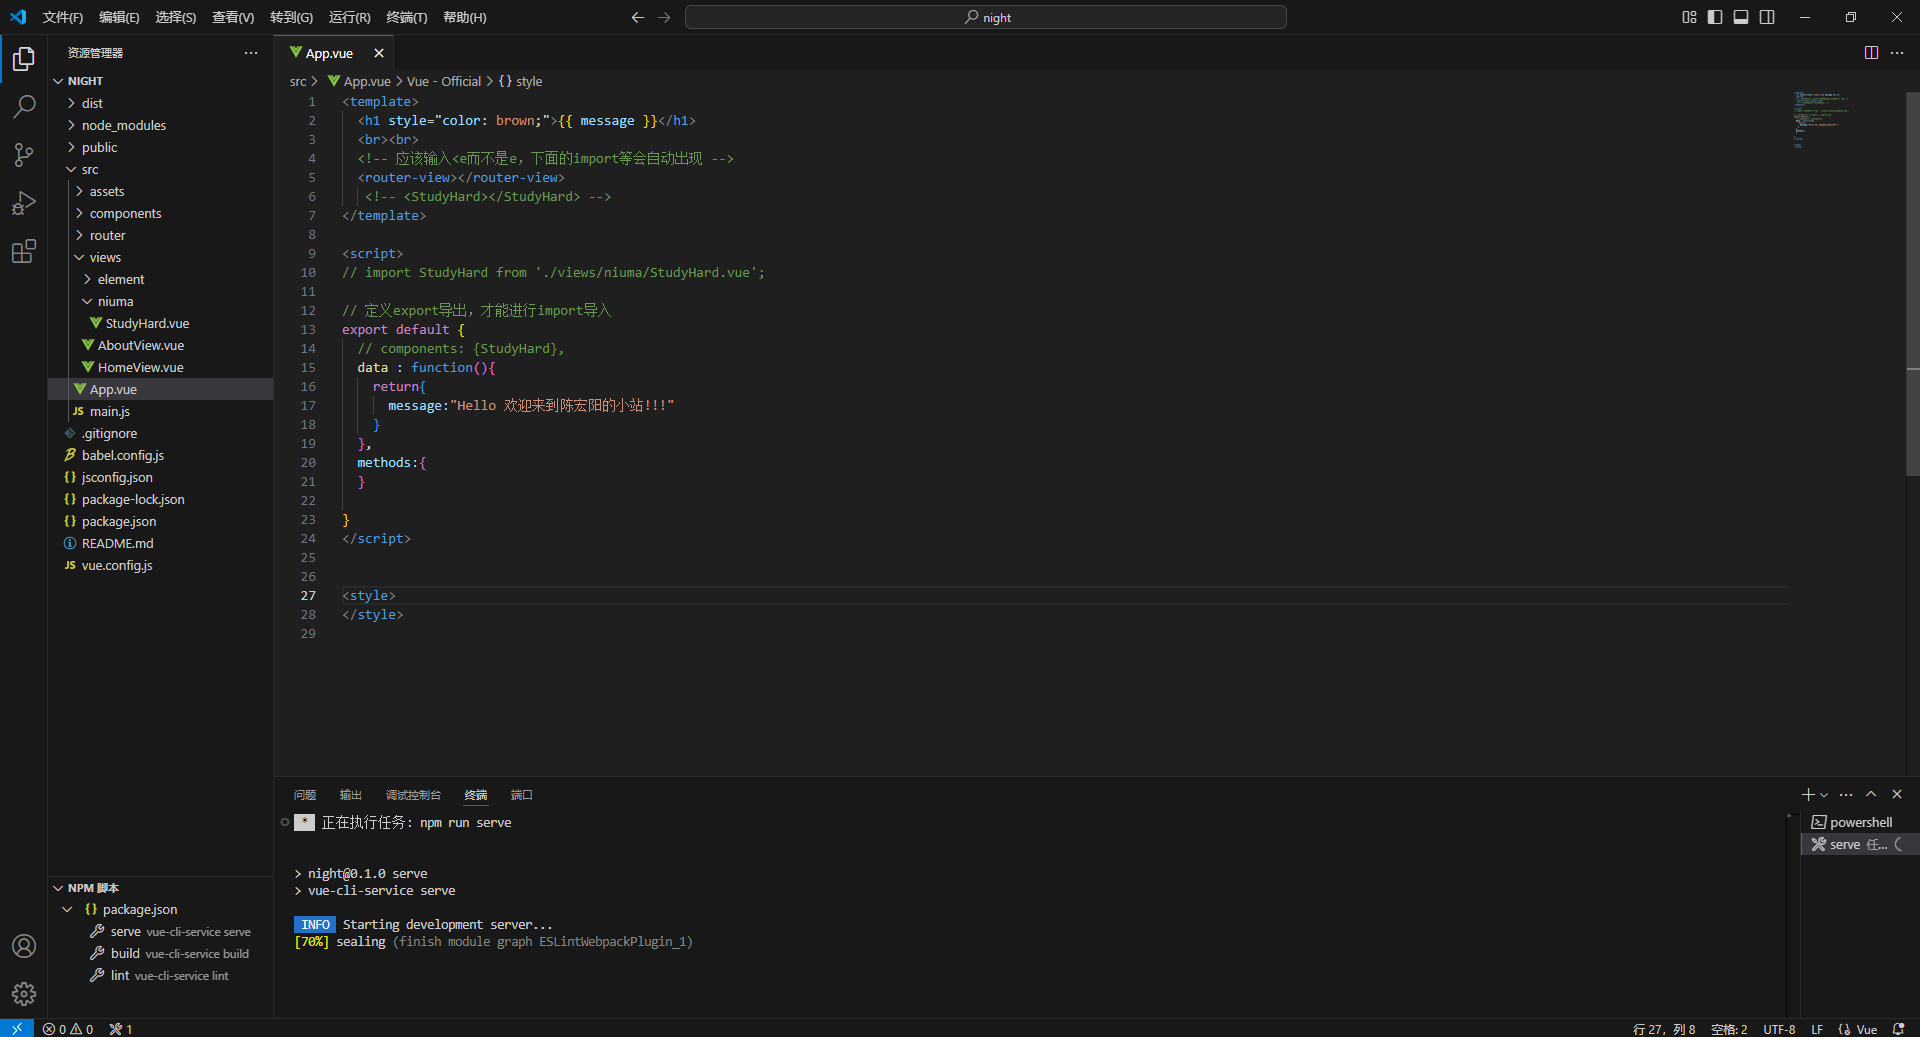 文件(F) 编辑(E) 选择(S) 查看(V) 转到(G) 运行(R) 终端(T) 帮助(H)
night
资源管理器
NIGHT
dist
node_modules
public
src
assets
components
router
views
element
niuma
StudyHard.vue
AboutView.vue
HomeView.vue
App.vue
main.js
.gitignore
babel.config.js
jsconfig.json
package-lock.json
package.json
README.md
vue.config.js
NPM 脚本
package.json
serve vue-cli-service serve
build vue-cli-service build
lint vue-cli-service lint
App.vue
src > App.vue > Vue - Official > {} style
1 <template>
2 <h1 style="color: brown;">{{ message }}</h1>
3 <br><br>
4 <!-- 应该输入<e而不是e，下面的import等会自动出现 -->
5 <router-view></router-view>
6 <!-- <StudyHard></StudyHard> -->
7 </template>
8
9 <script>
10 // import StudyHard from './views/niuma/StudyHard.vue';
11
12 // 定义export导出，才能进行import导入
13 export default {
14 // components: {StudyHard},
15 data : function(){
16 return{
17 message:"Hello 欢迎来到陈宏阳的小站!!!"
18 }
19 },
20 methods:{
21 }
22
23 }
24 </script>
25
26
27 <style>
28 </style>
29
问题 输出 调试控制台 终端 端口
* 正在执行任务: npm run serve
> night@0.1.0 serve
> vue-cli-service serve
INFO Starting development server...
[70%] sealing (finish module graph ESLintWebpackPlugin_1)
powershell
serve 任...
0 0 1
行 27，列 8 空格: 2 UTF-8 LF Vue